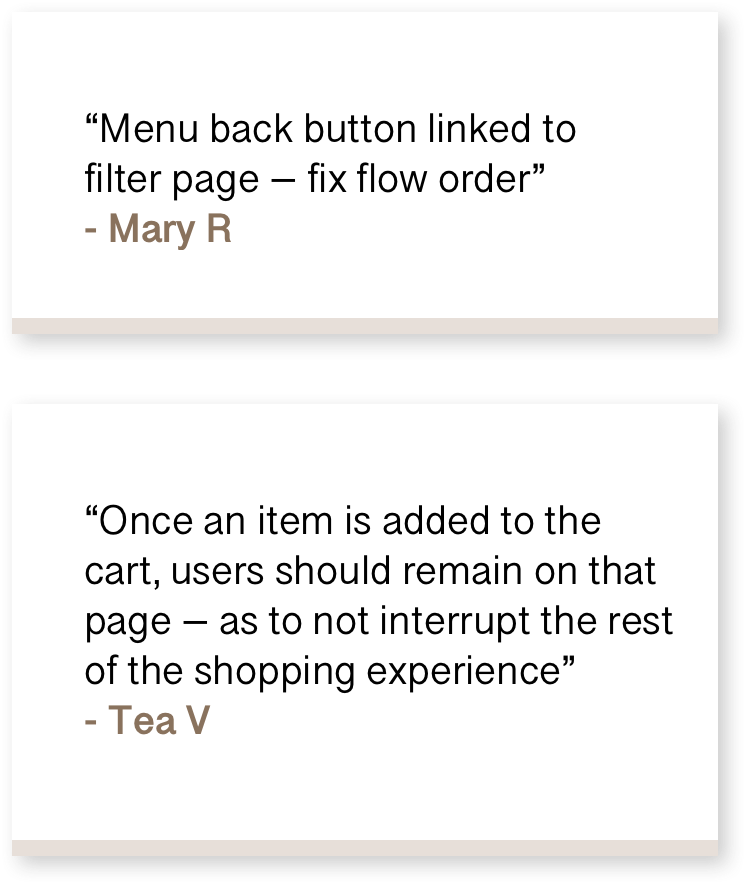 “Menu back button linked to
filter page — fix flow order”
- Mary R
“Once an item is added to the
cart, users should remain on that
page — as to not interrupt the rest
of the shopping experience”
- Tea V